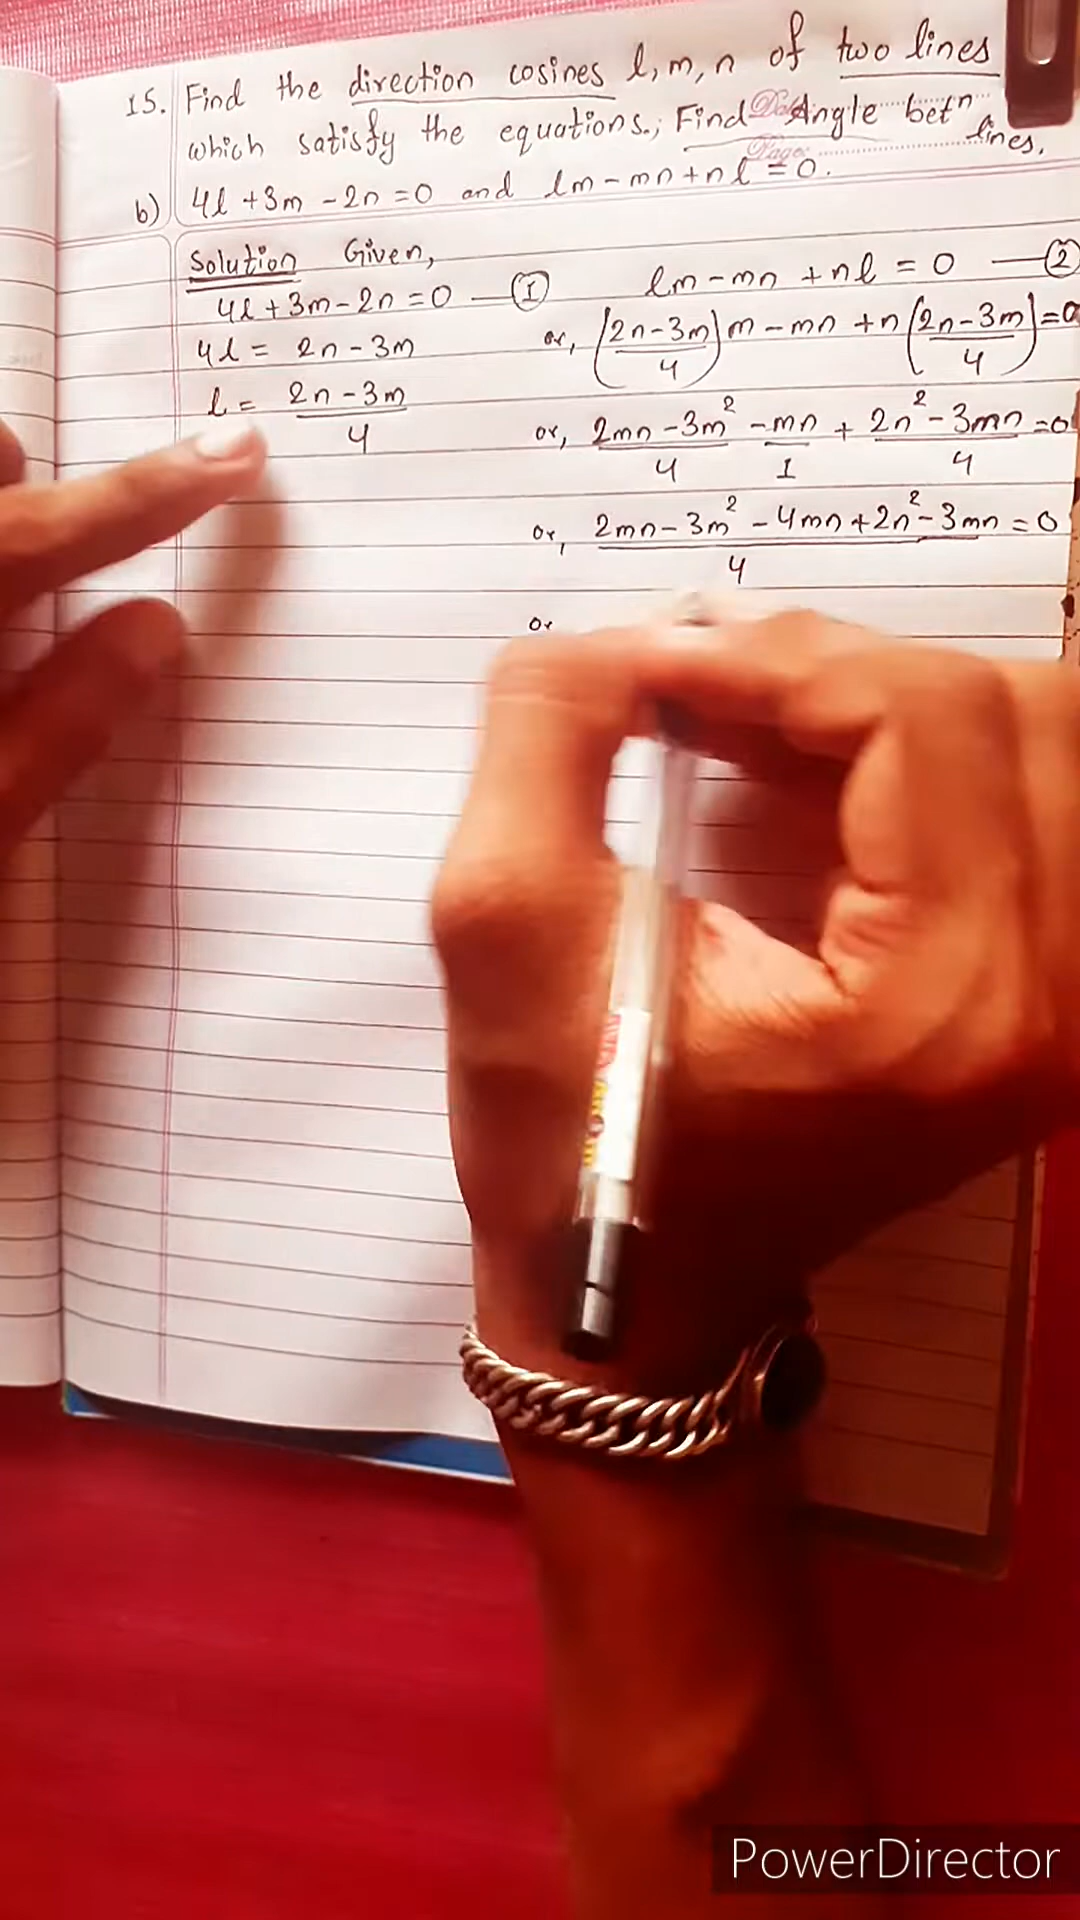 15. Find the direction cosines l, m, n of two lines
which satisfy the equations.; Find Angle betn lines.
b) 4l + 3m - 2n = 0 and lm - mn + nl = 0.
Solution Given,
4l + 3m - 2n = 0 — (1)
4l = 2n - 3m
l = (2n - 3m)/4
lm - mn + nl = 0 — (2)
or, ((2n - 3m)/4) m - mn + n ((2n - 3m)/4) = 0
or, (2mn - 3m²)/4 - mn/1 + (2n² - 3mn)/4 = 0
or, (2mn - 3m² - 4mn + 2n² - 3mn)/4 = 0
or
PowerDirector